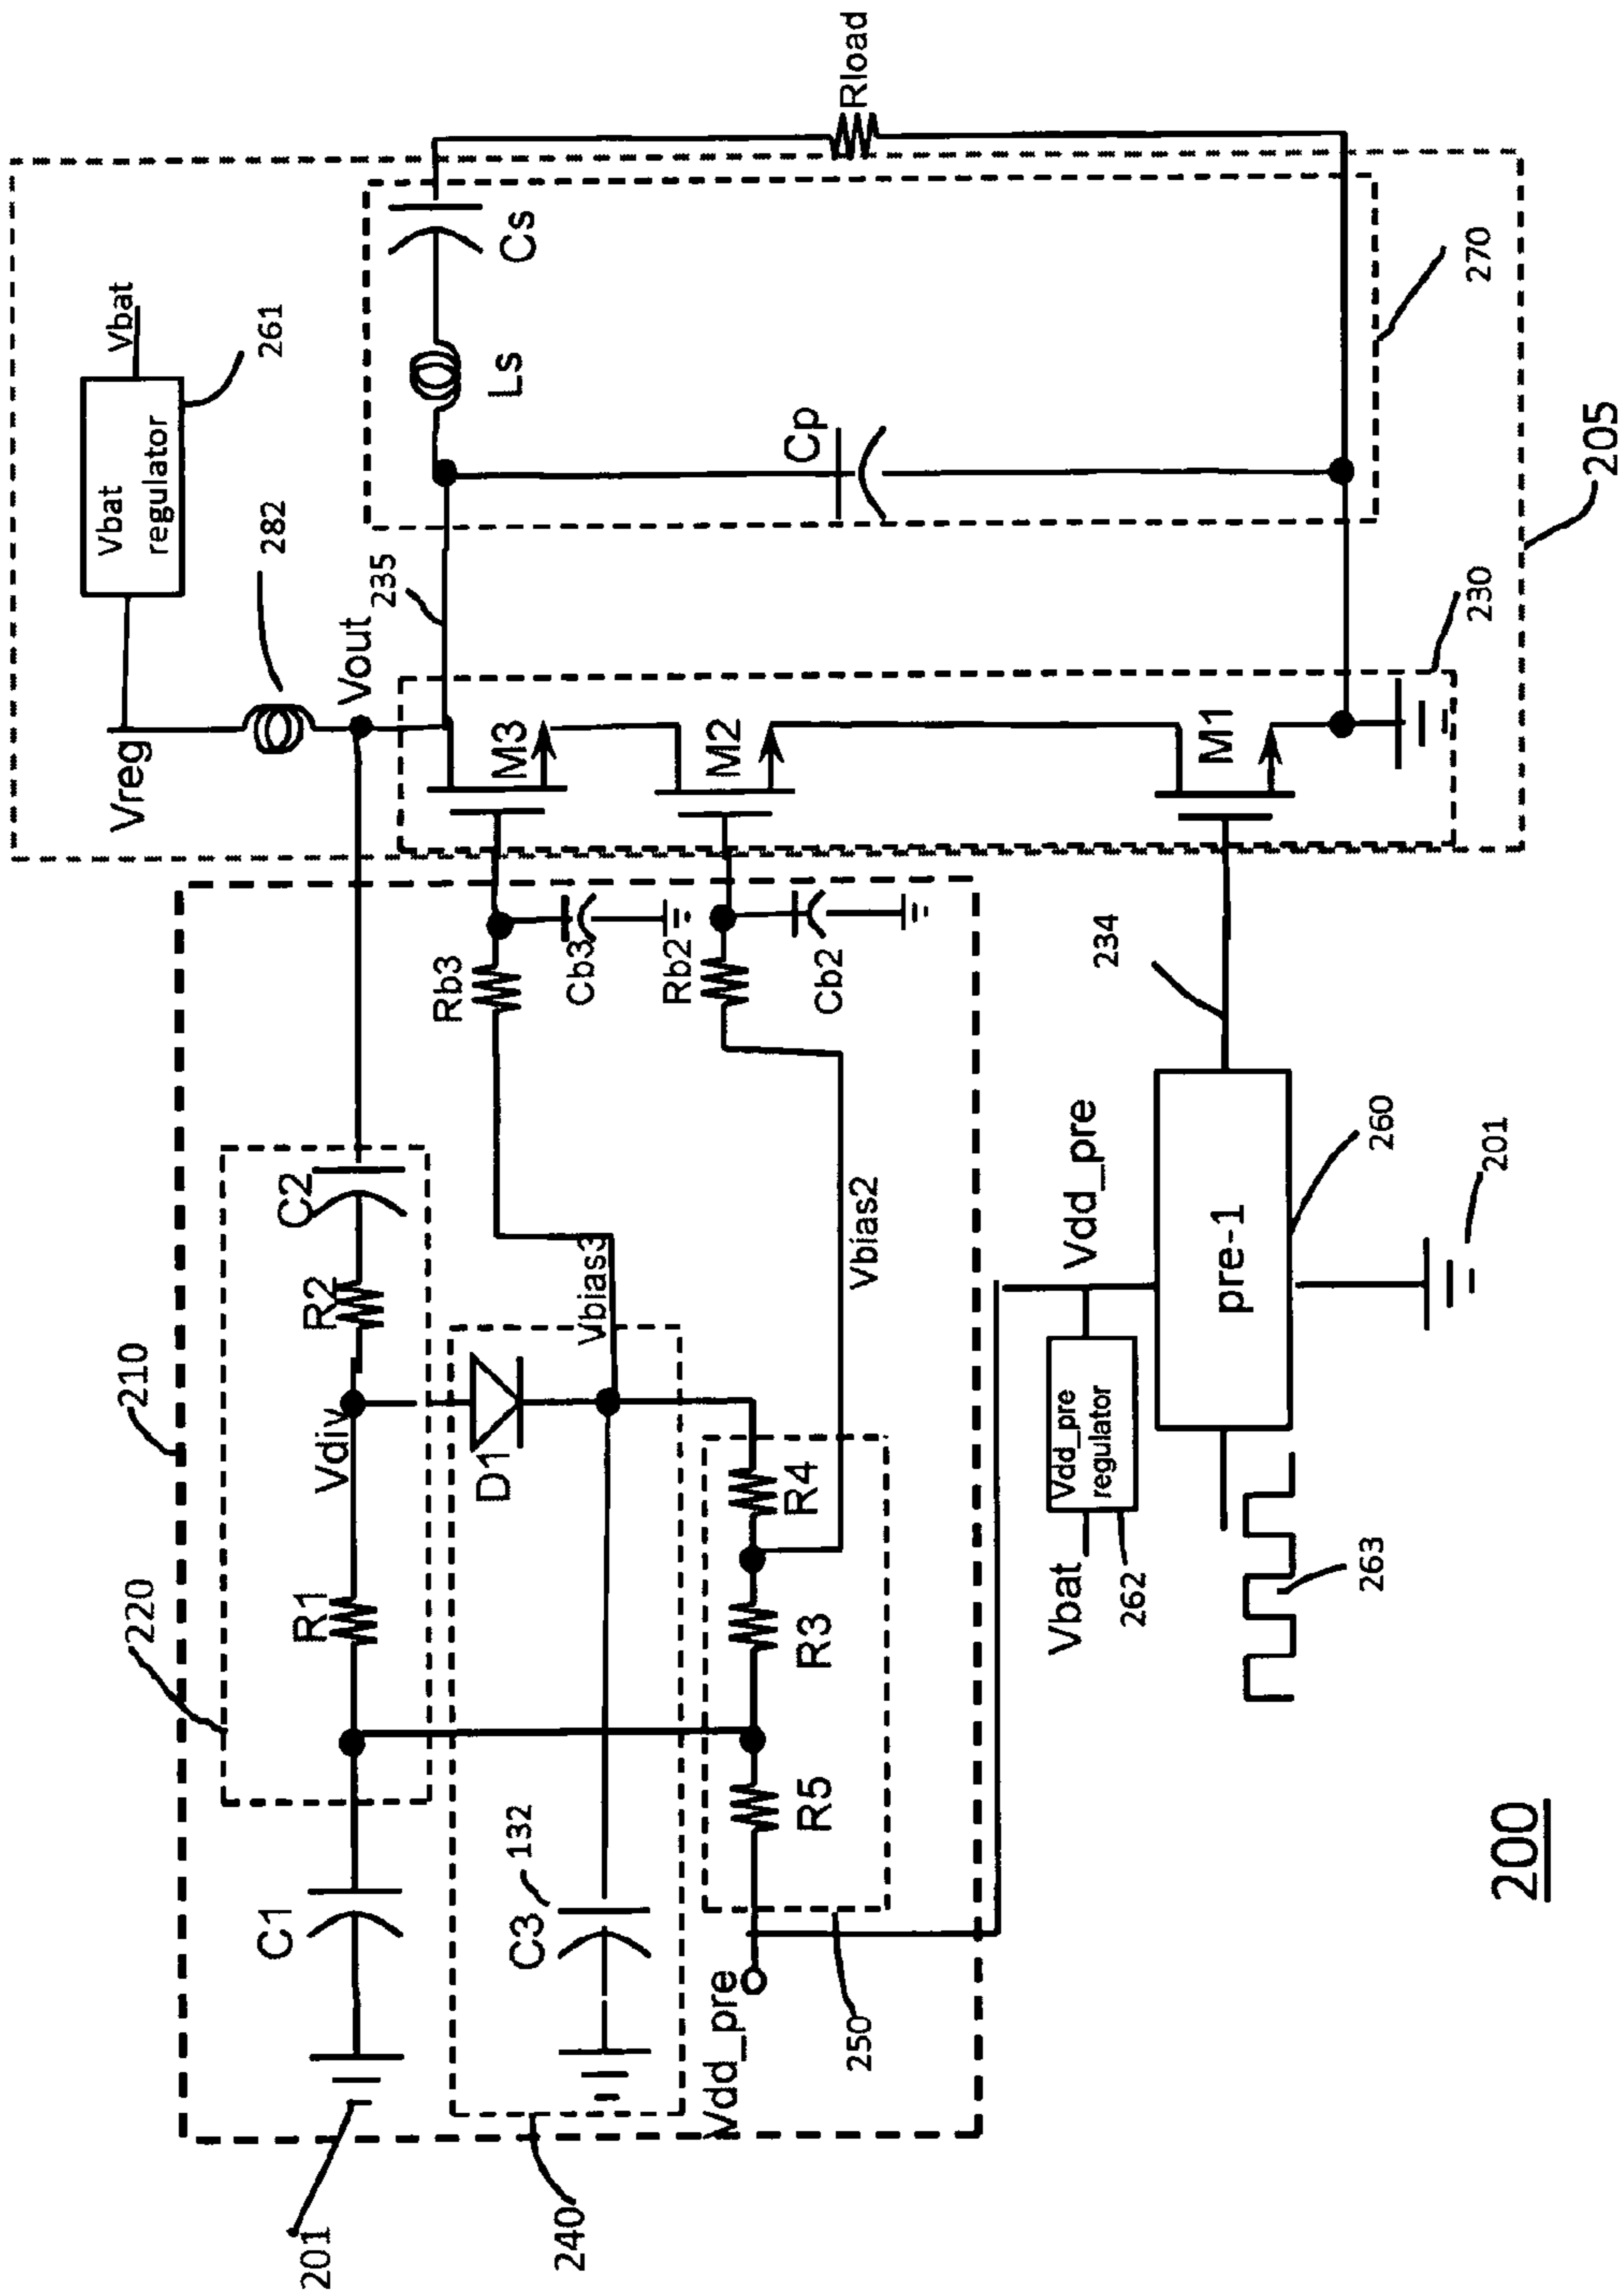 Vbat
Vbat
regulator
261
Vreg
282
Vout
235
Ls
Cs
Cp
Rload
270
205
230
M3
M2
M1
210
220
C1
R1
Vdiv
R2
C2
201
D1
C3
132
Vbias3
240
Rb3
Cb3
Rb2
Cb2
Vbias2
Vdd_pre
R5
R3
R4
250
Vdd_pre
Vdd_pre
regulator
Vbat
262
pre-1
260
234
201
263
200